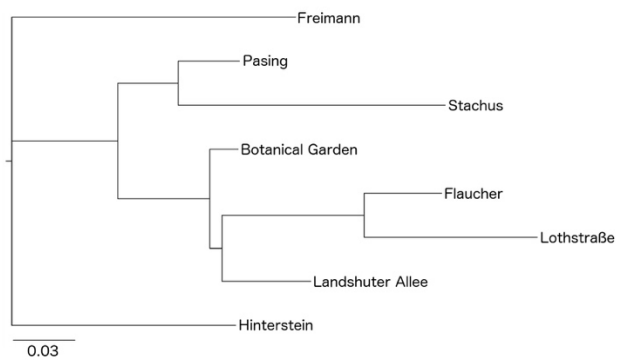 Freimann
Pasing
Stachus
Botanical Garden
Flaucher
Lothstraße
Landshuter Allee
Hinterstein
0.03